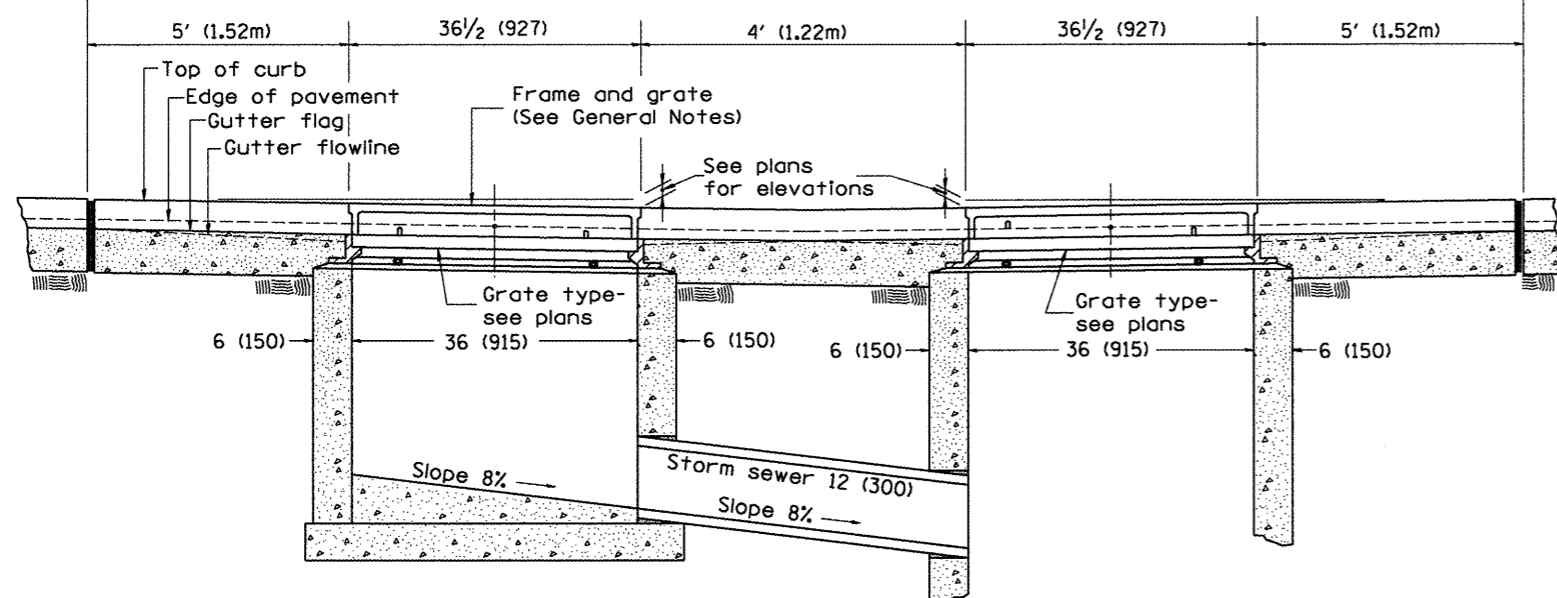 5' (1.52m)
36½ (927)
4' (1.22m)
36½ (927)
5' (1.52m)
Top of curb
Edge of pavement
Gutter flag
Gutter flowline
Frame and grate
(See General Notes)
See plans
for elevations
Grate type-
see plans
Grate type-
see plans
6 (150)
36 (915)
6 (150)
6 (150)
36 (915)
6 (150)
Slope 8%
Storm sewer 12 (300)
Slope 8%